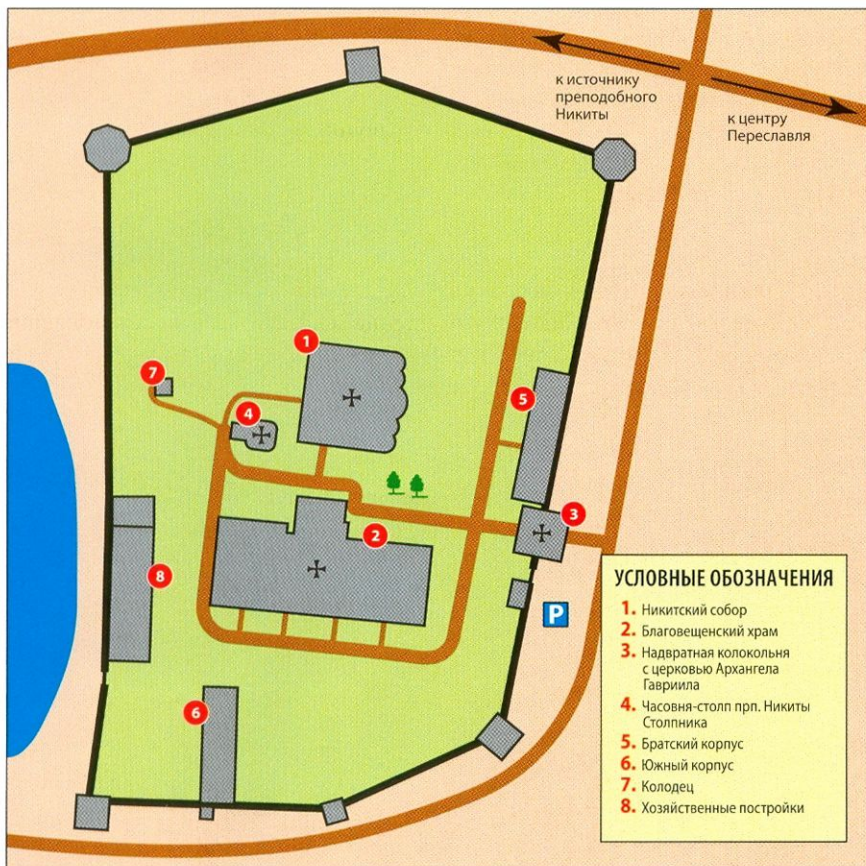 к источнику
преподобного
Никиты
к центру
Переславля
1
7
4
5
3
2
8
6
P
УСЛОВНЫЕ ОБОЗНАЧЕНИЯ
1. Никитский собор
2. Благовещенский храм
3. Надвратная колокольня
с церковью Архангела
Гавриила
4. Часовня-столп прп. Никиты
Столпника
5. Братский корпус
6. Южный корпус
7. Колодец
8. Хозяйственные постройки